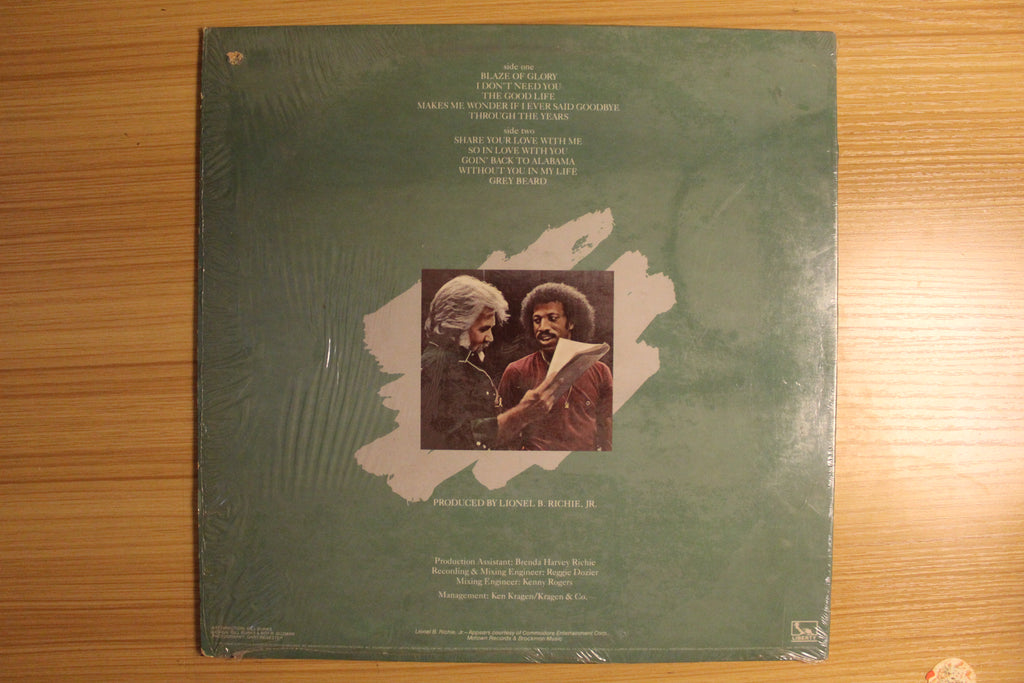 side one
BLAZE OF GLORY
I DON'T NEED YOU
THE GOOD LIFE
MAKES ME WONDER IF I EVER SAID GOODBYE
THROUGH THE YEARS
side two
SHARE YOUR LOVE WITH ME
SO IN LOVE WITH YOU
GOIN' BACK TO ALABAMA
WITHOUT YOU IN MY LIFE
GREY BEARD
PRODUCED BY LIONEL B. RICHIE, JR.
Production Assistant: Brenda Harvey Richie
Recording & Mixing Engineer: Reggie Dozier
Mixing Engineer: Kenny Rogers
Management: Ken Kragen/Kragen & Co.
Lionel B. Richie, Jr.—Appears courtesy of Commodore Entertainment Corp.,
Motown Records & Brockman Music
LIBERTY